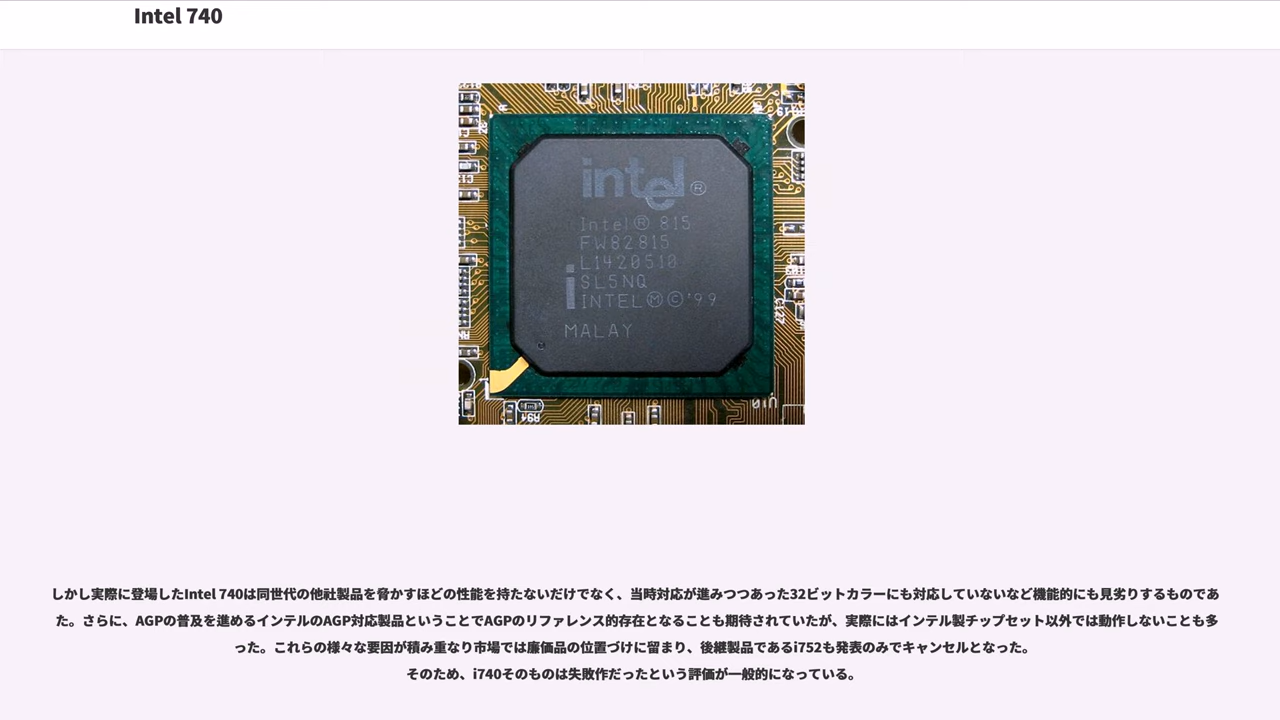 Intel 740
intel®
Intel® 815
FW82815
L1420510
SL5NQ
INTELⓂ©'99
MALAY
U10
R94
C127
しかし実際に登場したIntel 740は同世代の他社製品を脅かすほどの性能を持たないだけでなく、当時対応が進みつつあった32ビットカラーにも対応していないなど機能的にも見劣りするものであ
た。さらに、AGPの普及を進めるインテルのAGP対応製品ということでAGPのリファレンス的存在となることも期待されていたが、実際にはインテル製チップセット以外では動作しないことも多
った。これらの様々な要因が積み重なり市場では廉価品の位置づけに留まり、後継製品であるi752も発表のみでキャンセルとなった。
そのため、i740そのものは失敗作だったという評価が一般的になっている。